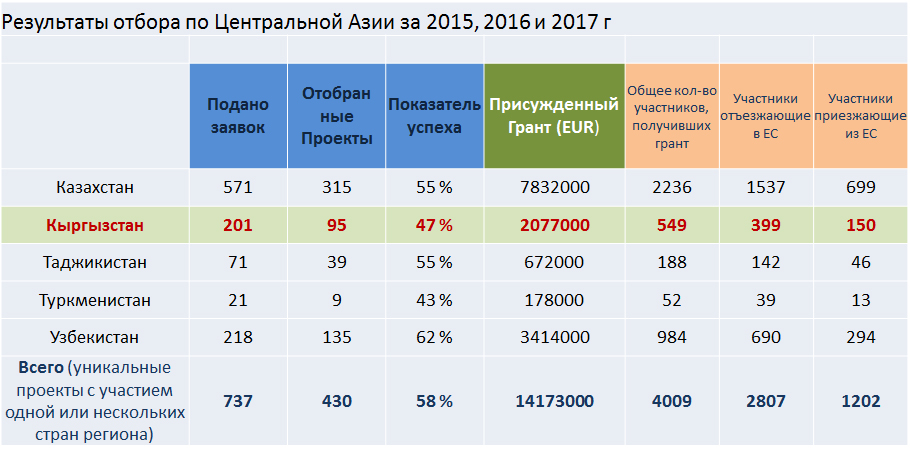 Результаты отбора по Центральной Азии за 2015, 2016 и 2017 г
Подано заявок | Отобран ные Проекты | Показатель успеха | Присужденный Грант (EUR) | Общее кол-во участников, получивших грант | Участники отъезжающие в ЕС | Участники приезжающие из ЕС
Казахстан | 571 | 315 | 55 % | 7832000 | 2236 | 1537 | 699
Кыргызстан | 201 | 95 | 47 % | 2077000 | 549 | 399 | 150
Таджикистан | 71 | 39 | 55 % | 672000 | 188 | 142 | 46
Туркменистан | 21 | 9 | 43 % | 178000 | 52 | 39 | 13
Узбекистан | 218 | 135 | 62 % | 3414000 | 984 | 690 | 294
Всего (уникальные проекты с участием одной или нескольких стран региона) | 737 | 430 | 58 % | 14173000 | 4009 | 2807 | 1202